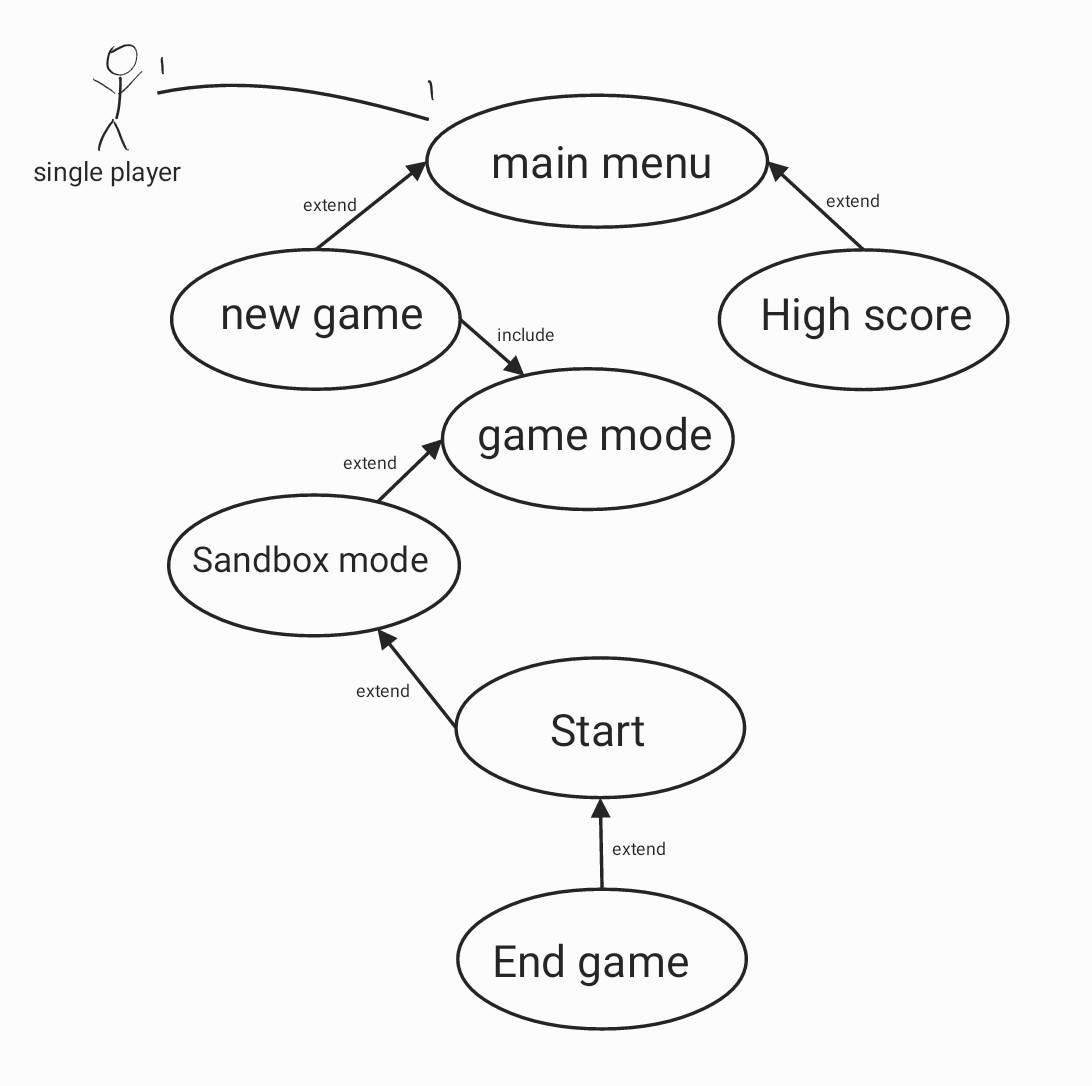 1
1
single player
main menu
extend
extend
new game
High score
include
game mode
extend
Sandbox mode
extend
Start
extend
End game